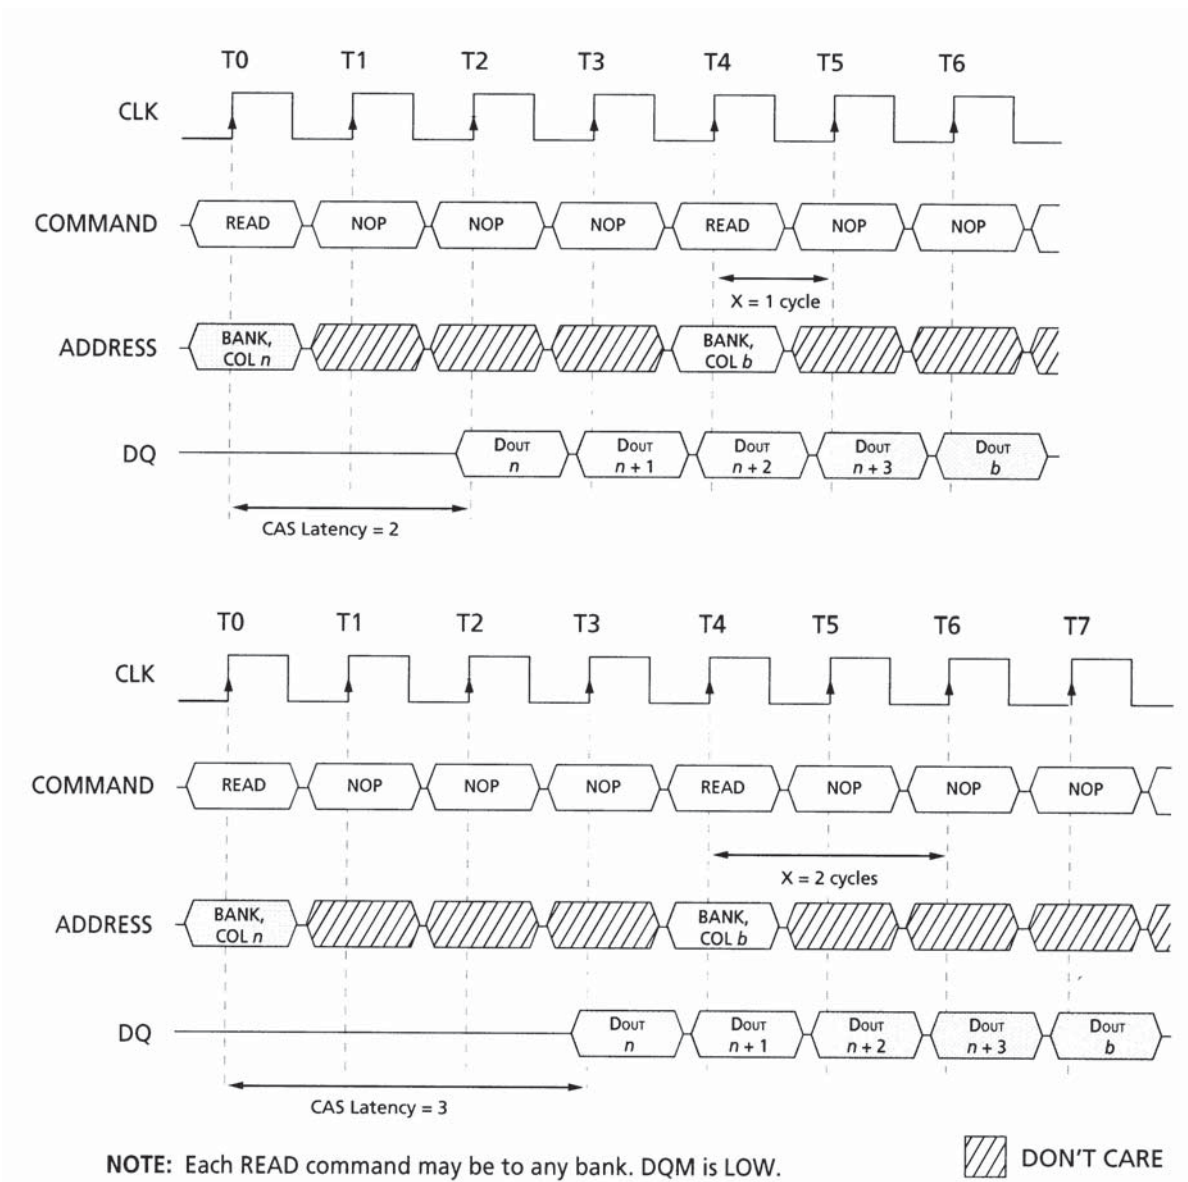 T0 T1 T2 T3 T4 T5 T6
CLK
COMMAND READ NOP NOP NOP READ NOP NOP
X = 1 cycle
ADDRESS BANK, COL n BANK, COL b
DQ DOUT n DOUT n + 1 DOUT n + 2 DOUT n + 3 DOUT b
CAS Latency = 2
T0 T1 T2 T3 T4 T5 T6 T7
CLK
COMMAND READ NOP NOP NOP READ NOP NOP NOP
X = 2 cycles
ADDRESS BANK, COL n BANK, COL b
DQ DOUT n DOUT n + 1 DOUT n + 2 DOUT n + 3 DOUT b
CAS Latency = 3
NOTE: Each READ command may be to any bank. DQM is LOW.
DON'T CARE